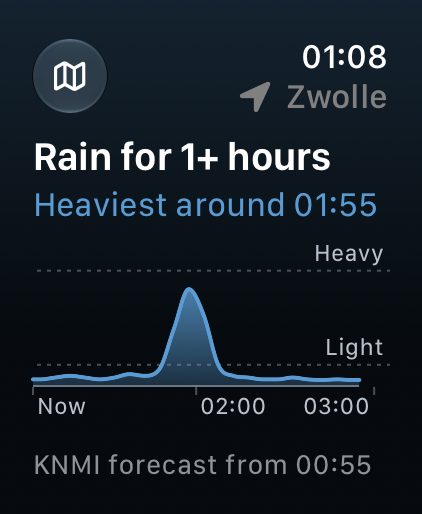 01:08
Zwolle
Rain for 1+ hours
Heaviest around 01:55
Heavy
Light
Now 02:00 03:00
KNMI forecast from 00:55